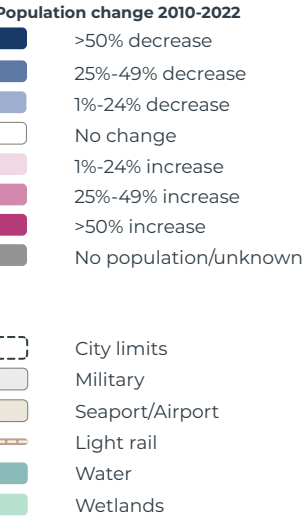 Population change 2010-2022
>50% decrease
25%-49% decrease
1%-24% decrease
No change
1%-24% increase
25%-49% increase
>50% increase
No population/unknown
City limits
Military
Seaport/Airport
Light rail
Water
Wetlands